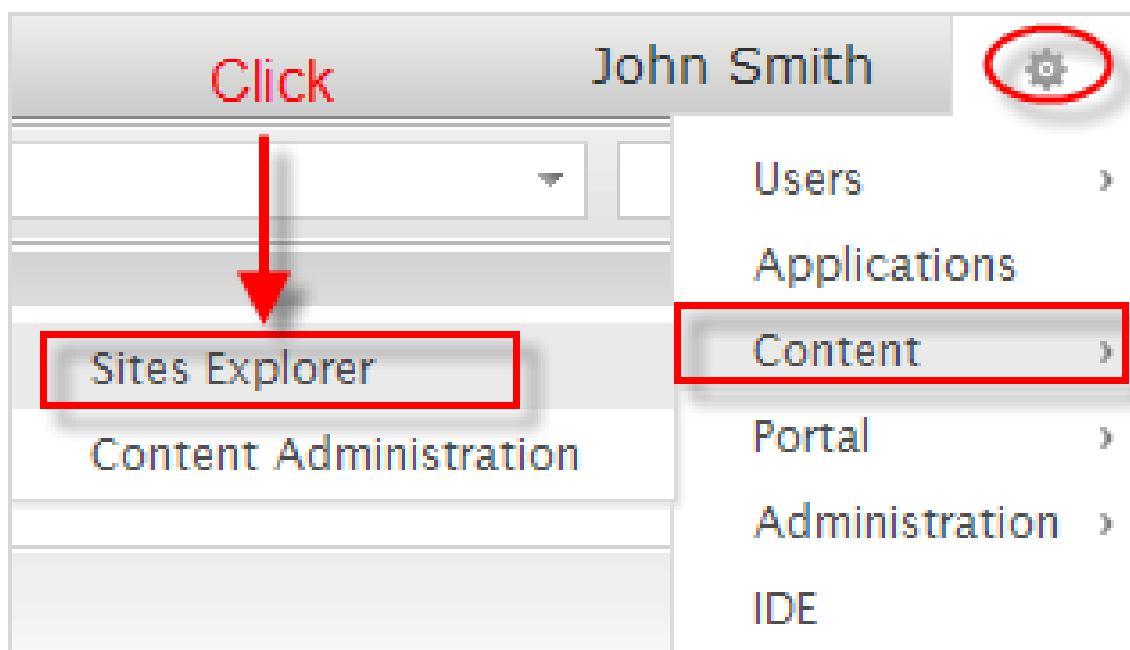 Click
John Smith
Users
Applications
Sites Explorer
Content
Content Administration
Portal
Administration
IDE